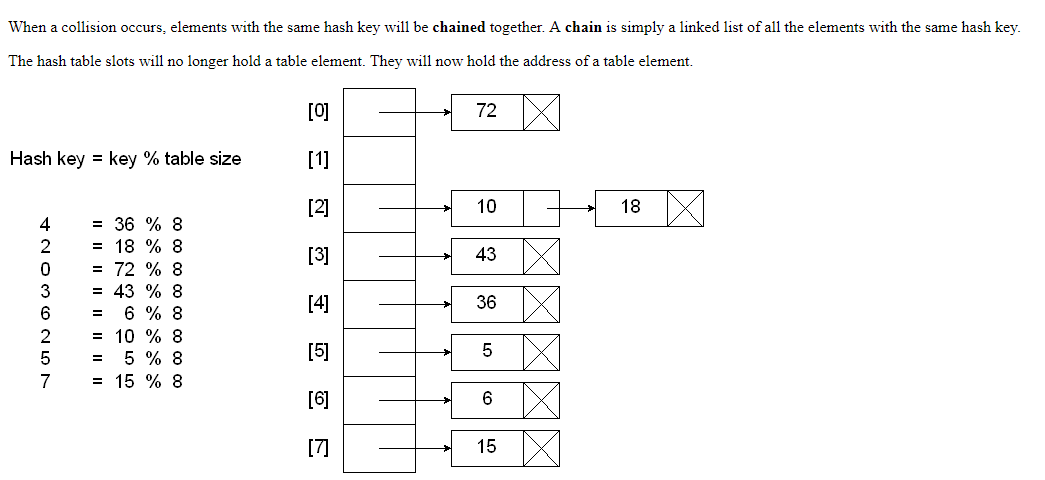 When a collision occurs, elements with the same hash key will be chained together. A chain is simply a linked list of all the elements with the same hash key.
The hash table slots will no longer hold a table element. They will now hold the address of a table element.
[0] 72
Hash key = key % table size [1]
[2] 10 18
4 = 36 % 8
2 = 18 % 8
[3] 43
0 = 72 % 8
3 = 43 % 8
[4] 36
6 = 6 % 8
2 = 10 % 8
[5] 5
5 = 5 % 8
7 = 15 % 8
[6] 6
[7] 15